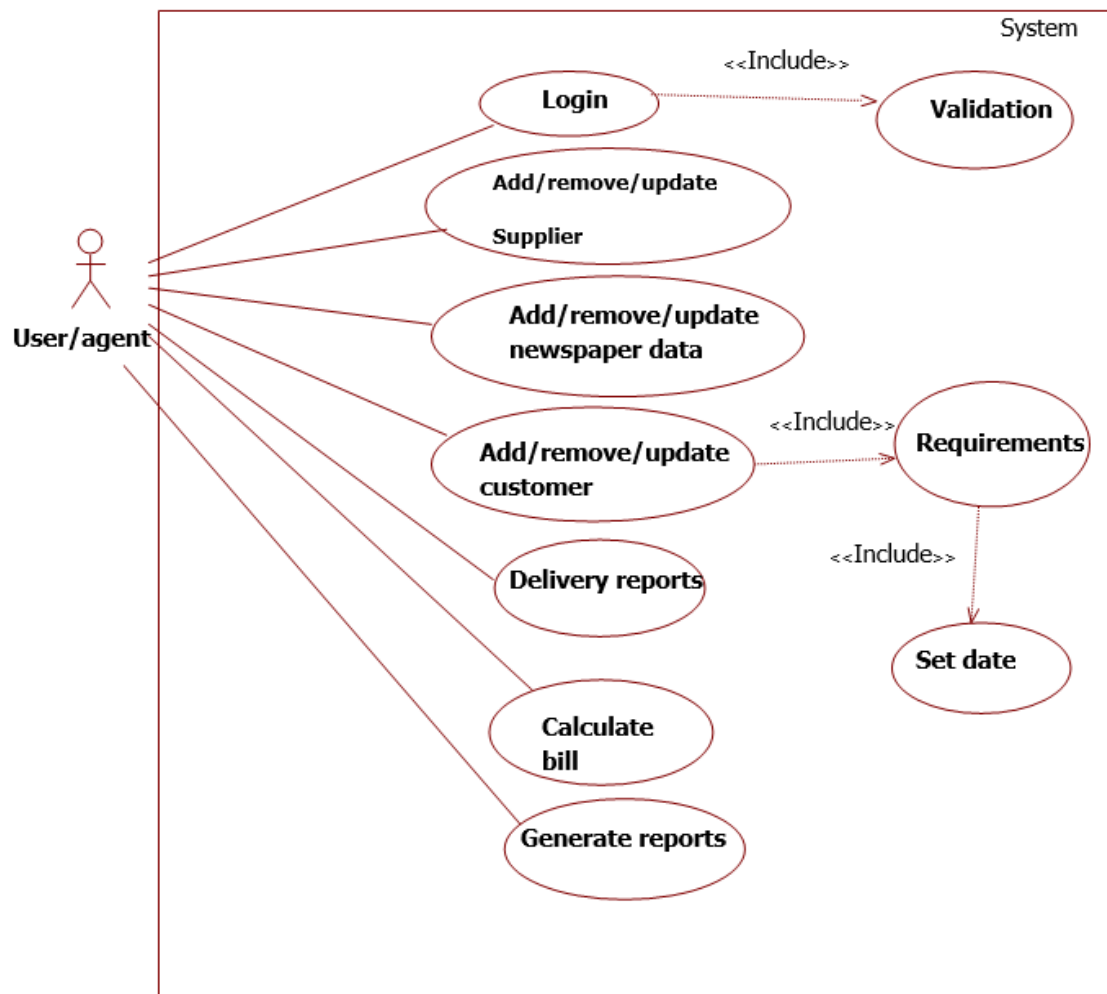 System
<<Include>>
Login
Validation
Add/remove/update
Supplier
User/agent
Add/remove/update
newspaper data
<<Include>>
Add/remove/update
customer
Requirements
<<Include>>
Delivery reports
Set date
Calculate
bill
Generate reports